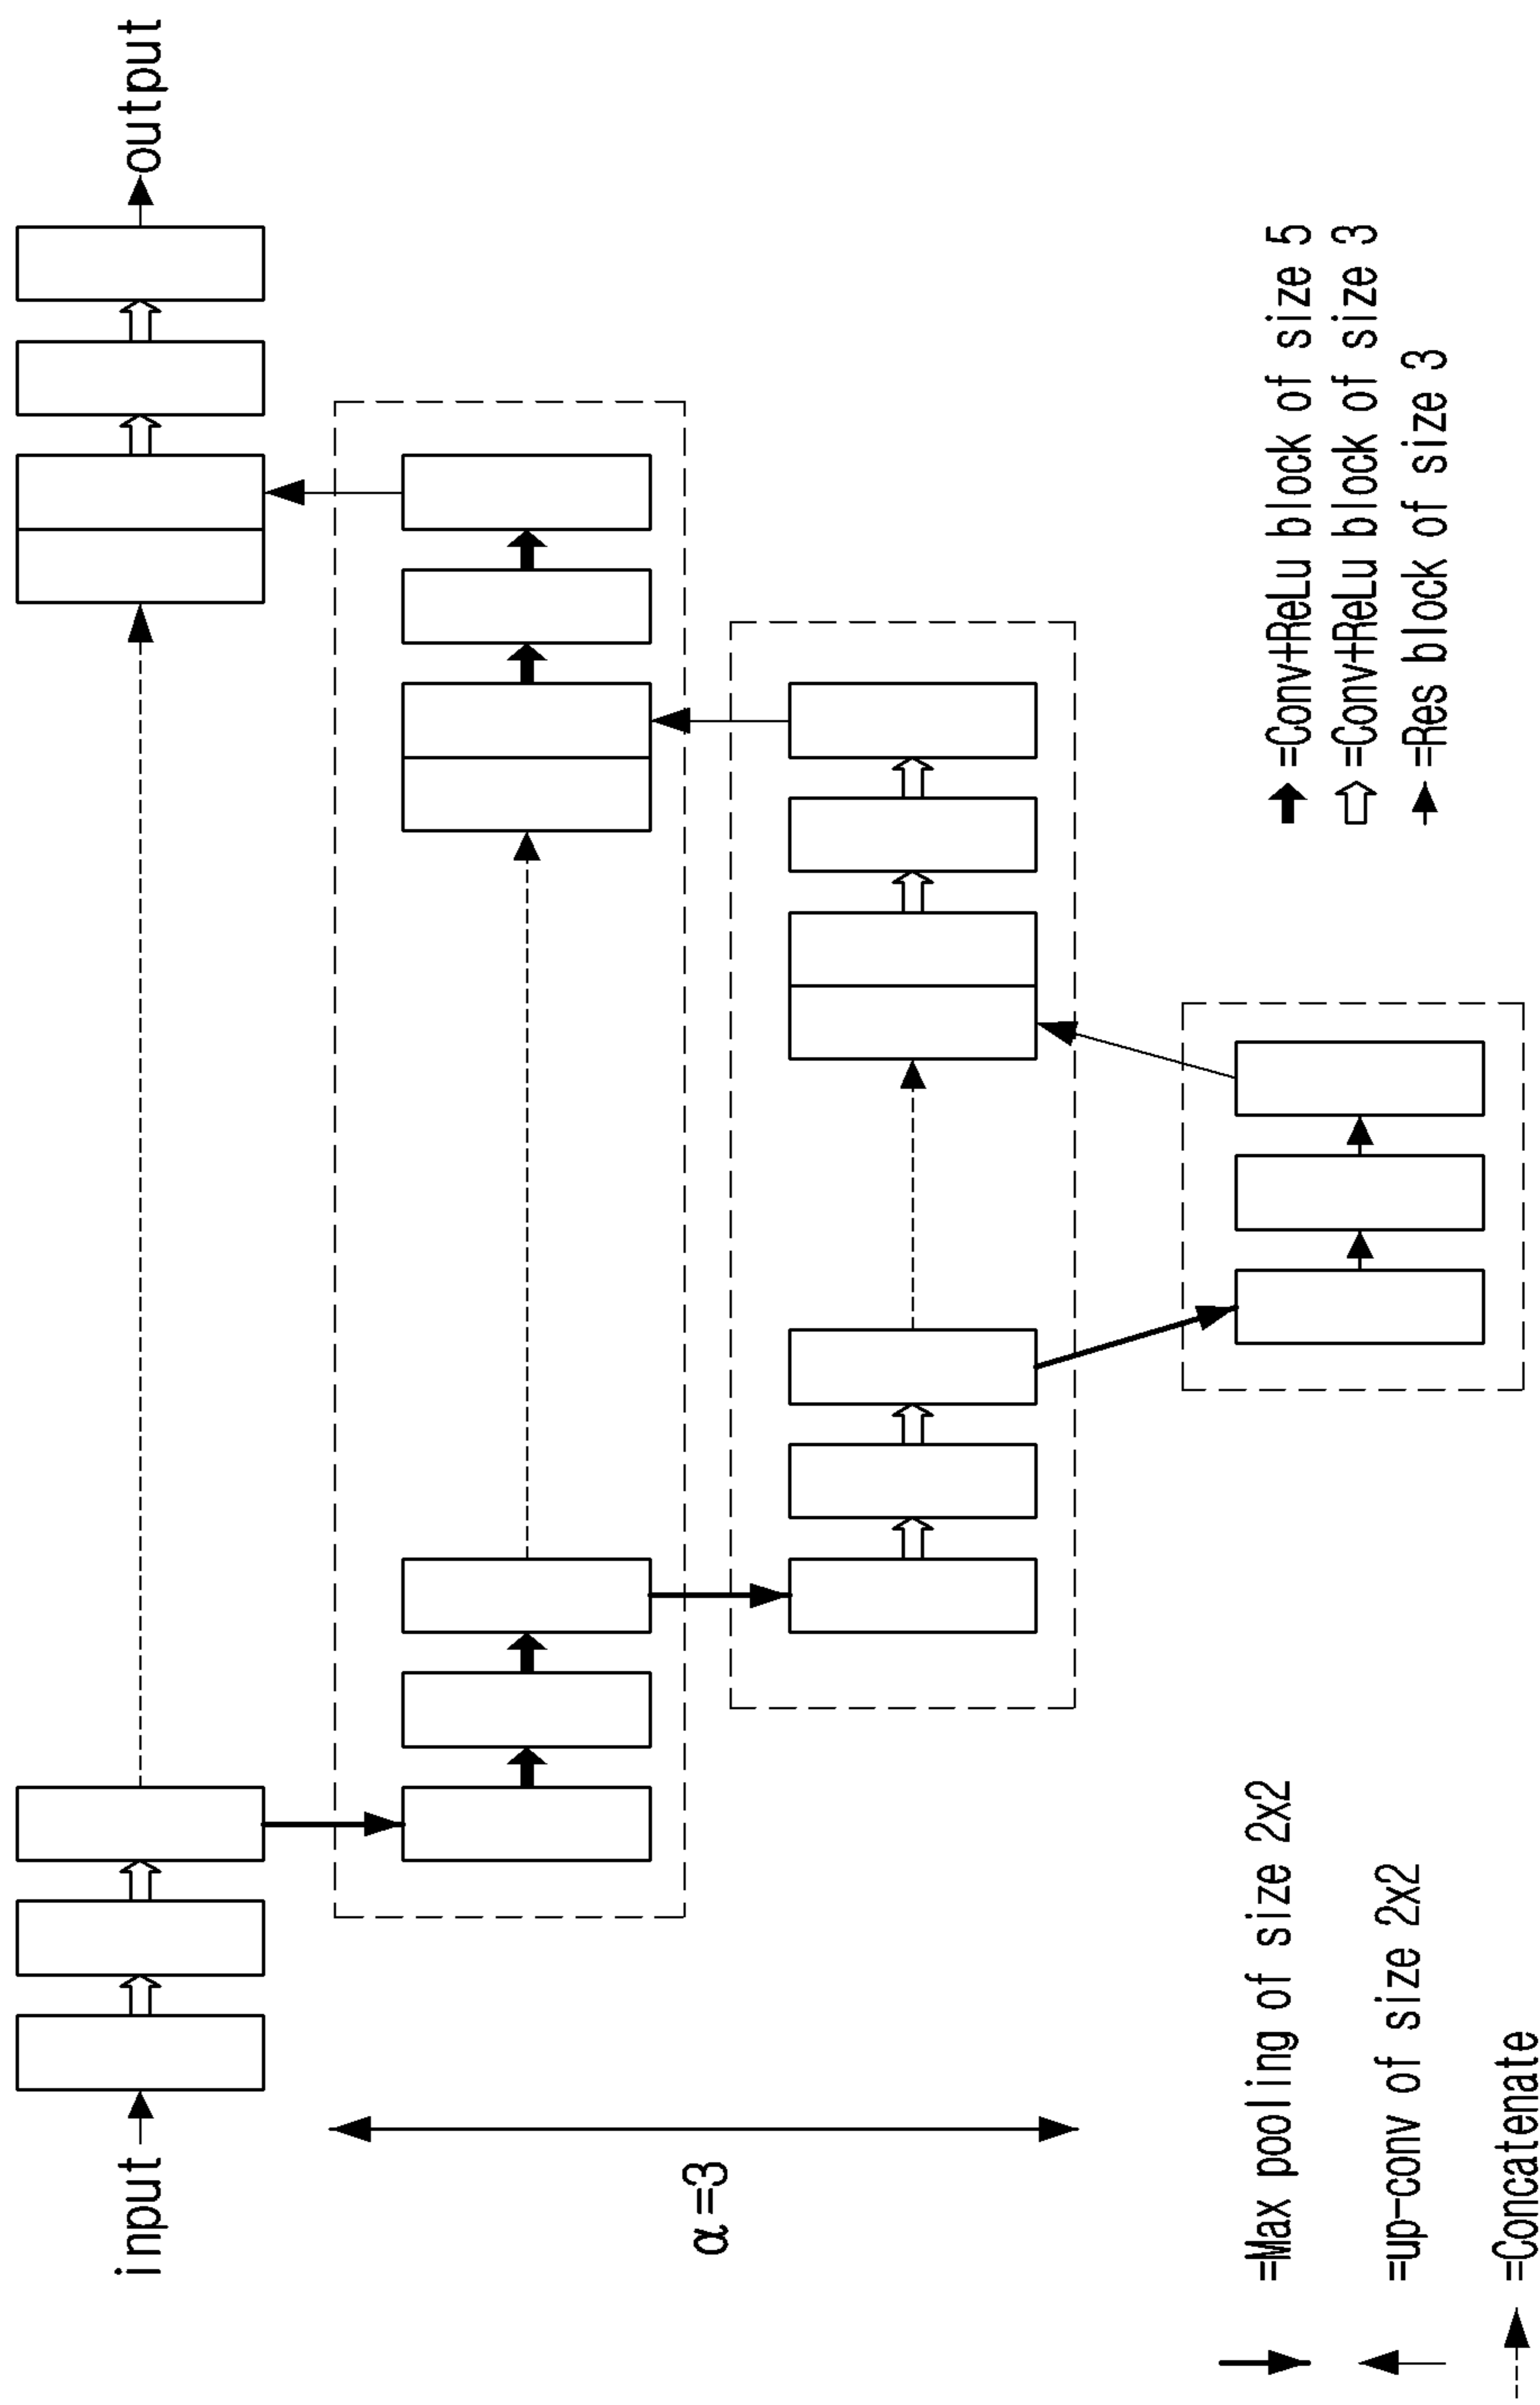 input
output
α=3
=Max pooling of size 2x2
=up-conv of size 2x2
=Concatenate
=Conv+ReLu block of size 5
=Conv+ReLu block of size 3
=Res block of size 3